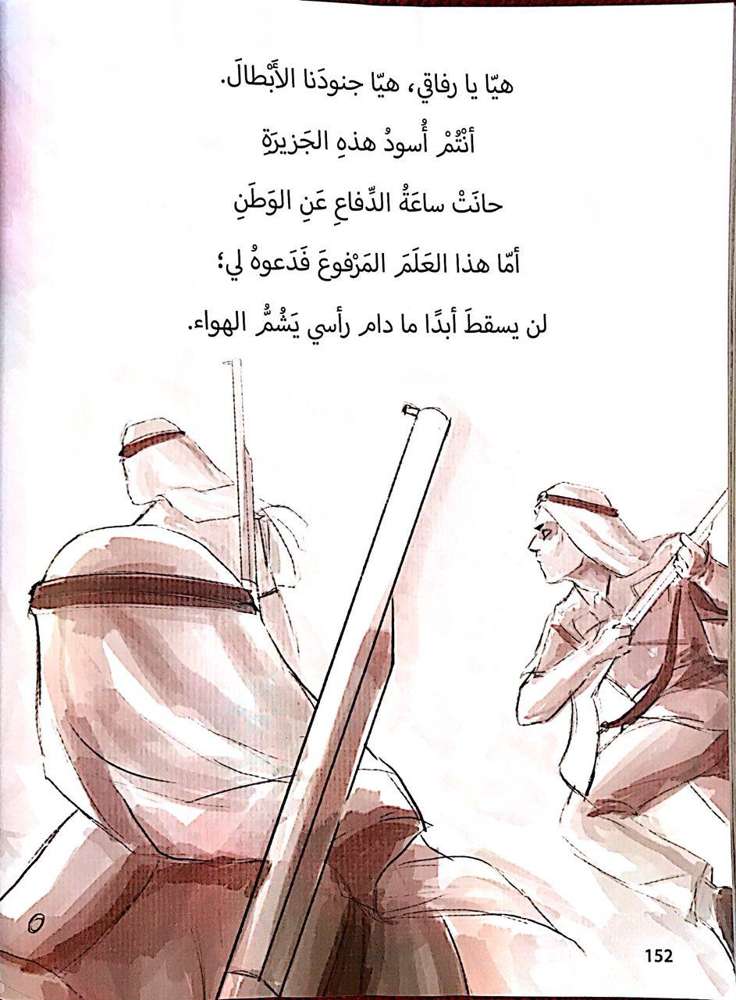 هيّا يا رفاقي، هيّا جنودَنا الأَبْطالَ.
أنْتُمْ أُسودُ هذهِ الجَزيرَةِ
حانَتْ ساعَةُ الدِّفاعِ عَنِ الوَطَنِ
أمّا هذا العَلَمَ المَرْفوعَ فَدَعوهُ لي؛
لن يسقطَ أبدًا ما دام رأسي يَشُمُّ الهواء.
152